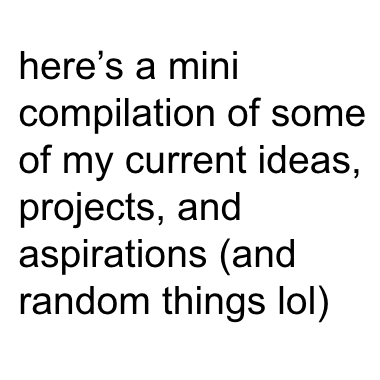 here’s a mini
compilation of some
of my current ideas,
projects, and
aspirations (and
random things lol)